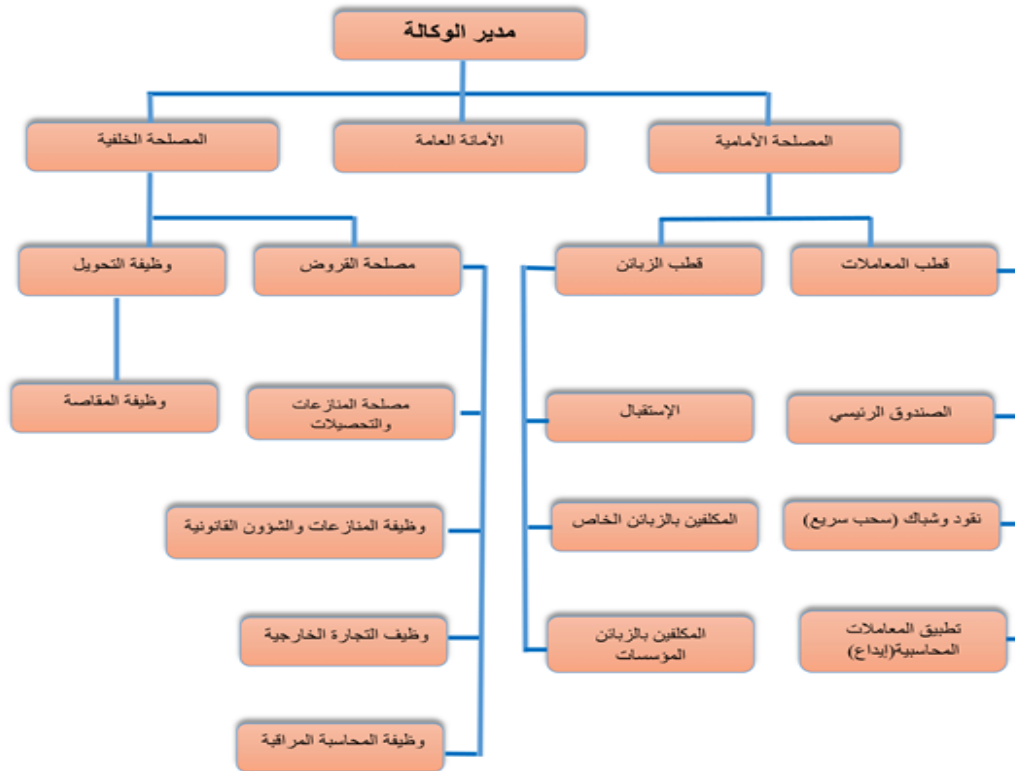 مدير الوكالة
المصلحة الأمامية
الأمانة العامة
المصلحة الخلفية
قطب المعاملات
قطب الزبائن
مصلحة القروض
وظيفة التحويل
الصندوق الرئيسي
الإستقبال
مصلحة المنازعات
والتحصيلات
وظيفة المقاصة
نقود وشباك (سحب سريع)
المكلفين بالزبائن الخاص
وظيفة المنازعات والشؤون القانونية
تطبيق المعاملات
المحاسبية(إيداع)
المكلفين بالزبائن
المؤسسات
وظيف التجارة الخارجية
وظيفة المحاسبة المراقبة